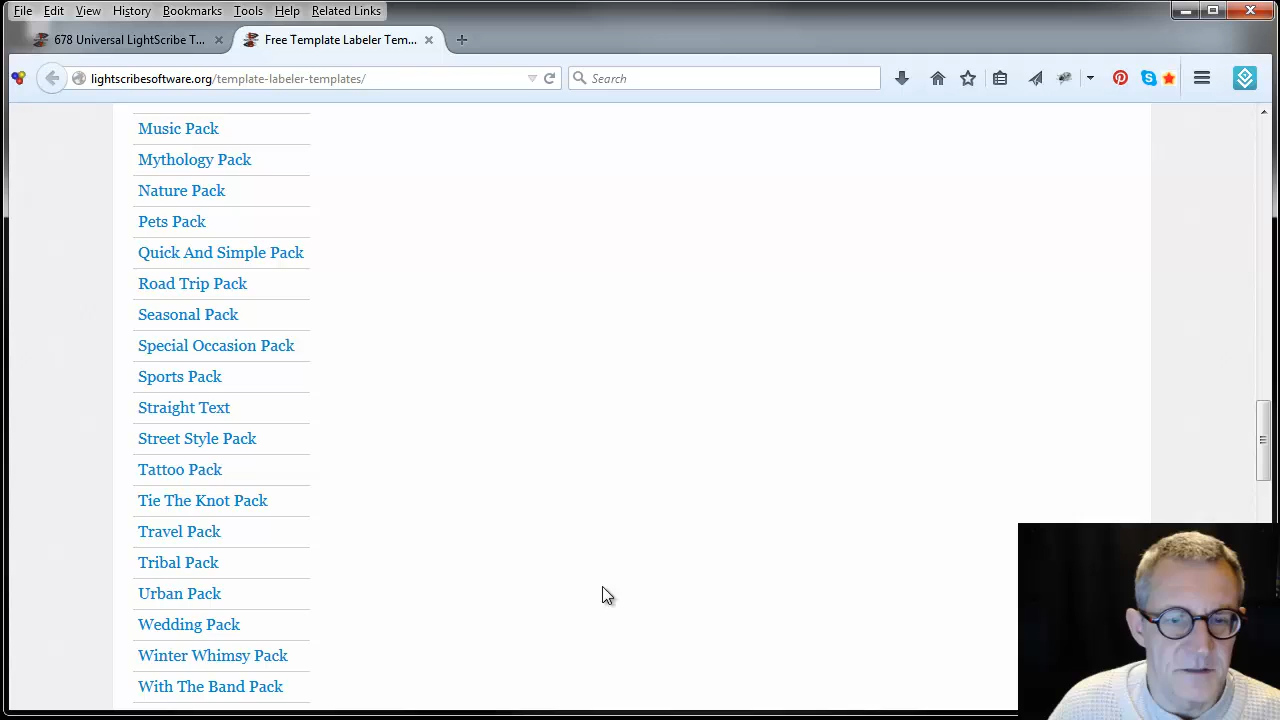 File Edit View History Bookmarks Tools Help Related Links
678 Universal LightScribe T... Free Template Labeler Tem...
lightscribesoftware.org/template-labeler-templates/ Search
Music Pack
Mythology Pack
Nature Pack
Pets Pack
Quick And Simple Pack
Road Trip Pack
Seasonal Pack
Special Occasion Pack
Sports Pack
Straight Text
Street Style Pack
Tattoo Pack
Tie The Knot Pack
Travel Pack
Tribal Pack
Urban Pack
Wedding Pack
Winter Whimsy Pack
With The Band Pack